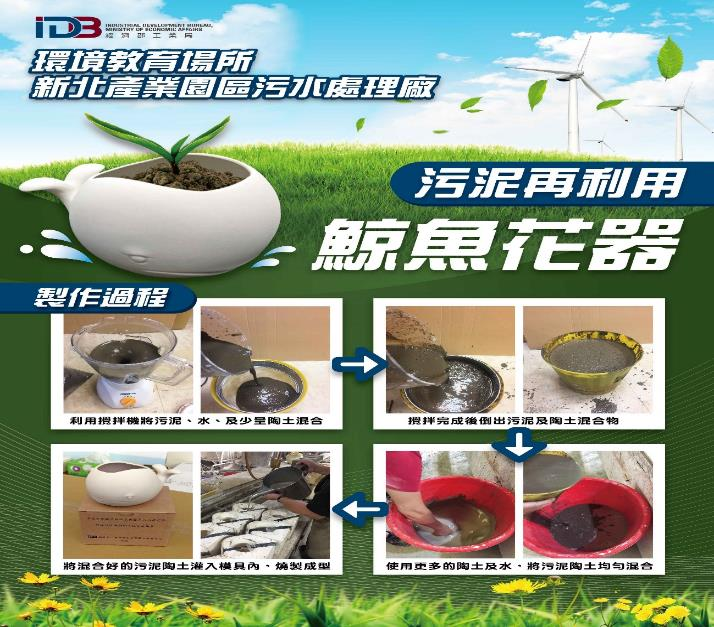 IDB INDUSTRIAL DEVELOPMENT BUREAU,
MINISTRY OF ECONOMIC AFFAIRS
經濟部工業局
環境教育場所
新北產業園區污水處理廠
污泥再利用
鯨魚花器
製作過程
利用攪拌機將污泥、水、及少量陶土混合
攪拌完成後倒出污泥及陶土混合物
將混合好的污泥陶土灌入模具內、燒製成型
使用更多的陶土及水、將污泥陶土均勻混合